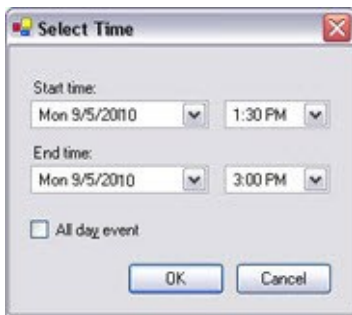 Select Time
Start time:
Mon 9/5/2010 1:30 PM
End time:
Mon 9/5/2010 3:00 PM
All day event
OK Cancel